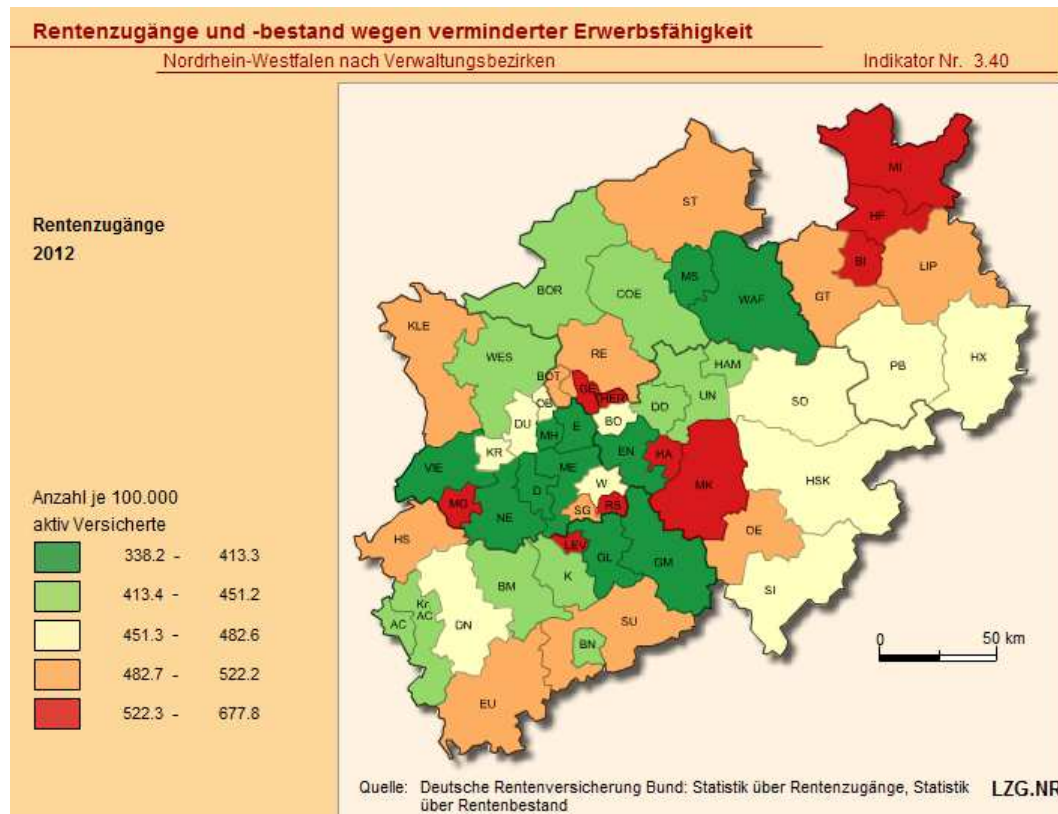 Rentenzugänge und -bestand wegen verminderter Erwerbsfähigkeit
Nordrhein-Westfalen nach Verwaltungsbezirken Indikator Nr. 3.40
Rentenzugänge
2012
Anzahl je 100.000
aktiv Versicherte
338.2 - 413.3
413.4 - 451.2
451.3 - 482.6
482.7 - 522.2
522.3 - 677.8
MI
ST
HF
BI
LIP
MS
GT
WAF
BOR
COE
KLE
RE
WES
HAM
PB
HX
BOT
GE
HER
UN
SO
OB
DO
DU
BO
E
MH
EN
KR
HA
VIE
ME
W
MK
HSK
D
MG
NE
SG
RS
OE
HS
LEV
GL
GM
K
BM
SI
Kr.
AC
AC
DN
SU
BN
EU
0 50 km
Quelle: Deutsche Rentenversicherung Bund: Statistik über Rentenzugänge, Statistik LZG.NR
über Rentenbestand